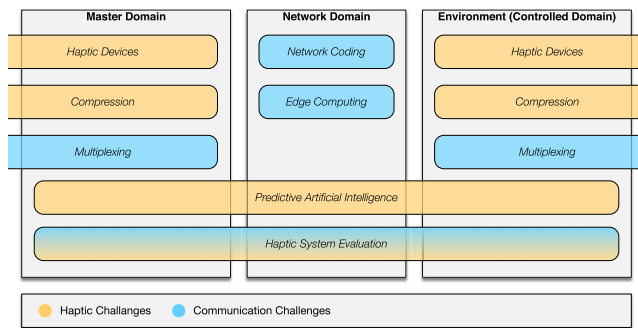 Master Domain
Network Domain
Environment (Controlled Domain)
Haptic Devices
Network Coding
Haptic Devices
Compression
Edge Computing
Compression
Multiplexing
Multiplexing
Predictive Artificial Intelligence
Haptic System Evaluation
Haptic Challanges
Communication Challenges